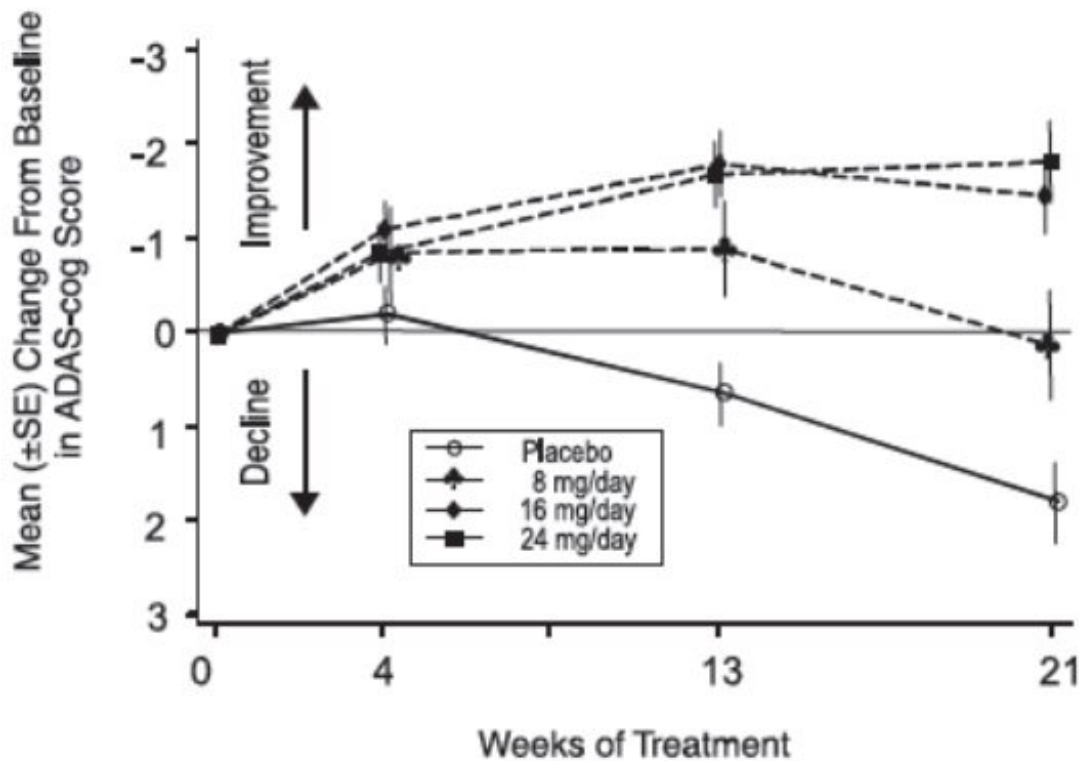 Mean (±SE) Change From Baseline
in ADAS-cog Score
-3
-2
-1
0
1
2
3
Improvement
Decline
Placebo
8 mg/day
16 mg/day
24 mg/day
0 4 13 21
Weeks of Treatment